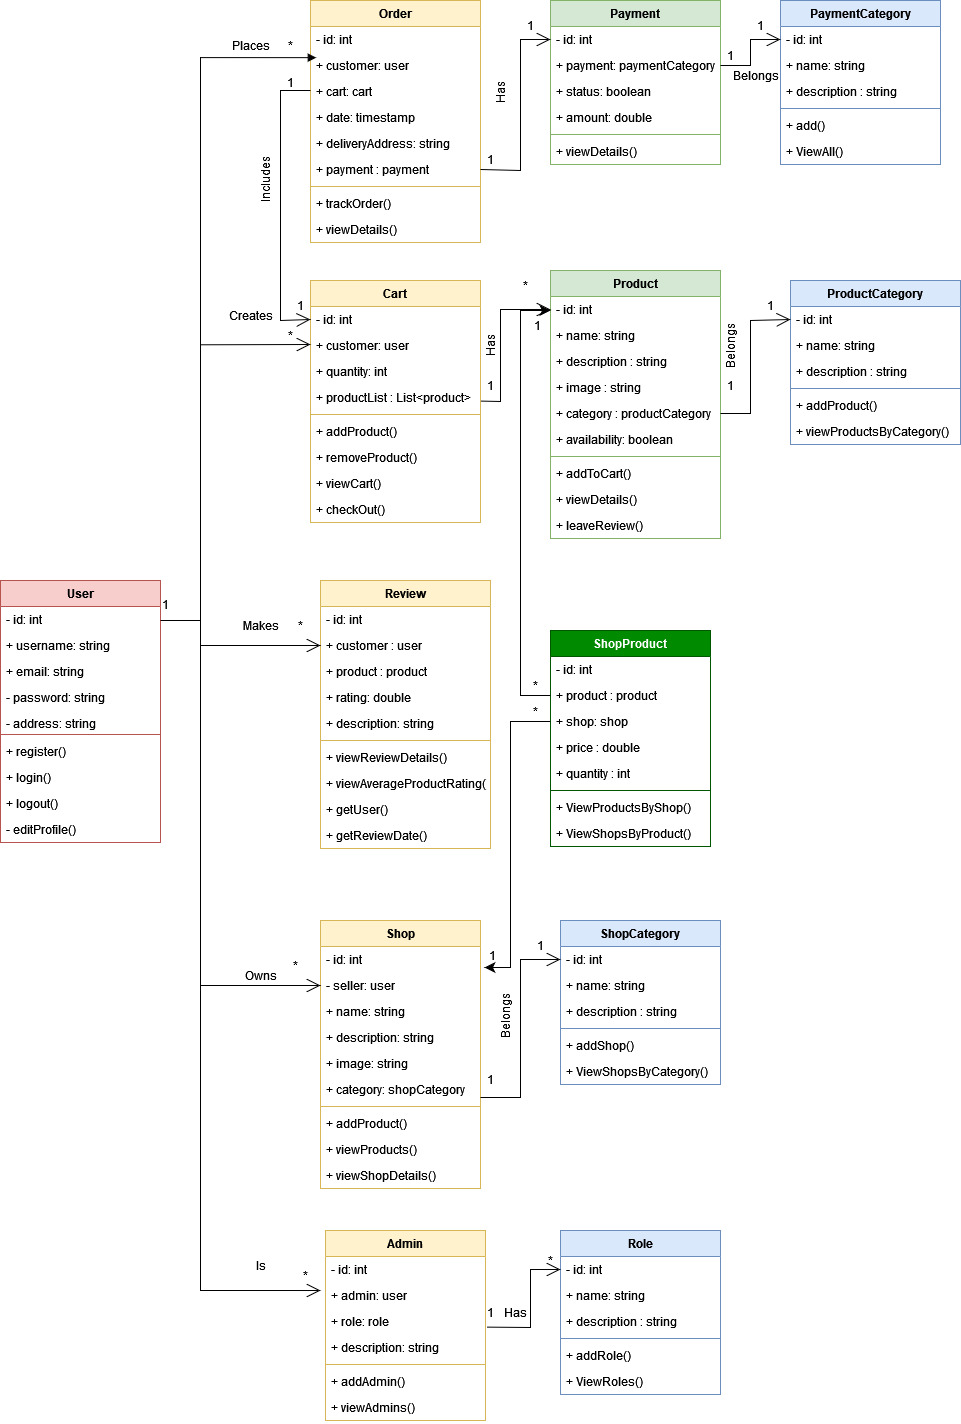 Order
- id: int
+ customer: user
+ cart: cart
+ date: timestamp
+ deliveryAddress: string
+ payment : payment
+ trackOrder()
+ viewDetails()
Places
*
1
Includes
1
Has
1
1
Payment
- id: int
+ payment: paymentCategory
+ status: boolean
+ amount: double
+ viewDetails()
1
Belongs
1
PaymentCategory
- id: int
+ name: string
+ description : string
+ add()
+ ViewAll()
Creates
*
Cart
- id: int
+ customer: user
+ quantity: int
+ productList : List<product>
+ addProduct()
+ removeProduct()
+ viewCart()
+ checkOut()
1
Has
*
1
Product
- id: int
+ name: string
+ description : string
+ image : string
+ category : productCategory
+ availability: boolean
+ addToCart()
+ viewDetails()
+ leaveReview()
1
Belongs
1
ProductCategory
- id: int
+ name: string
+ description : string
+ addProduct()
+ viewProductsByCategory()
User
- id: int
+ username: string
+ email: string
- password: string
- address: string
+ register()
+ login()
+ logout()
- editProfile()
1
Makes
*
Review
- id: int
+ customer : user
+ product : product
+ rating: double
+ description: string
+ viewReviewDetails()
+ viewAverageProductRating(
+ getUser()
+ getReviewDate()
ShopProduct
- id: int
+ product : product
+ shop: shop
+ price : double
+ quantity : int
+ ViewProductsByShop()
+ ViewShopsByProduct()
*
*
Owns
*
Shop
- id: int
- seller: user
+ name: string
+ description: string
+ image: string
+ category: shopCategory
+ addProduct()
+ viewProducts()
+ viewShopDetails()
1
1
Belongs
1
ShopCategory
- id: int
+ name: string
+ description : string
+ addShop()
+ ViewShopsByCategory()
Is
*
Admin
- id: int
+ admin: user
+ role: role
+ description: string
+ addAdmin()
+ viewAdmins()
1
Has
*
Role
- id: int
+ name: string
+ description : string
+ addRole()
+ ViewRoles()